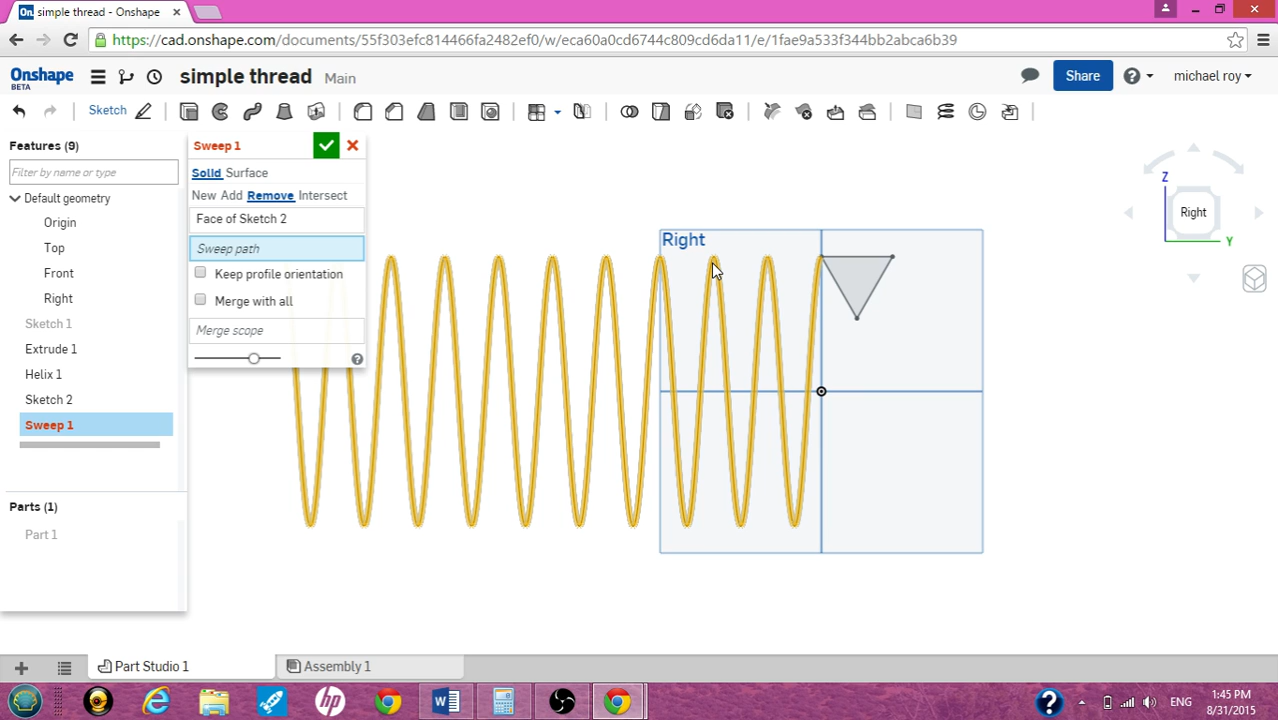 On simple thread - Onshape ×
https://cad.onshape.com/documents/55f303efc814466fa2482ef0/w/eca60a0cd6744c809cd6da11/e/1fae9a533f344bb2abca6b39
Onshape
BETA
simple thread Main
Share
michael roy
Sketch
Features (9)
Filter by name or type
Default geometry
Origin
Top
Front
Right
Sketch 1
Extrude 1
Helix 1
Sketch 2
Sweep 1
Parts (1)
Part 1
Sweep 1
Solid Surface
New Add Remove Intersect
Face of Sketch 2
Sweep path
Keep profile orientation
Merge with all
Merge scope
Right
Z
Right
Y
Part Studio 1
Assembly 1
ENG
1:45 PM
8/31/2015